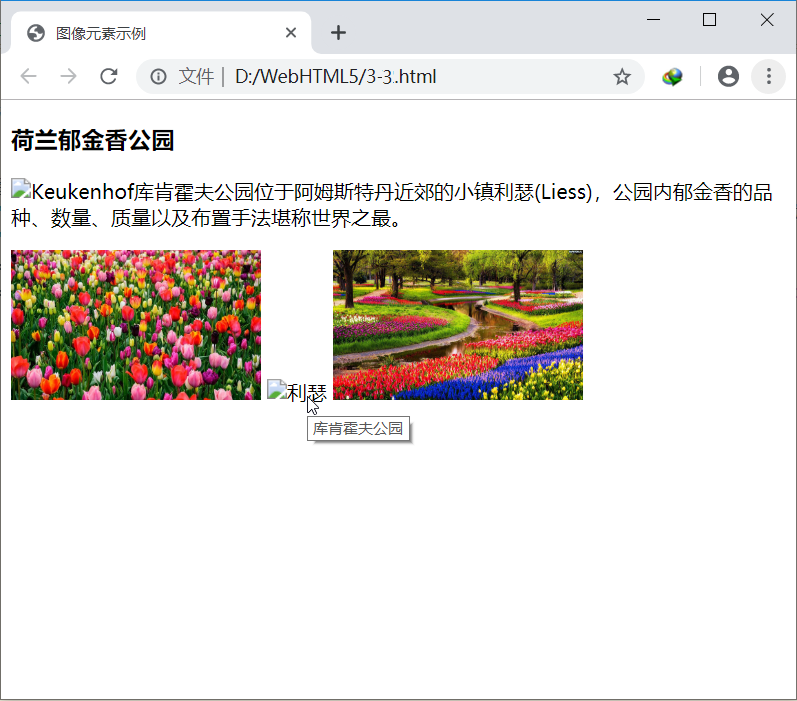 图像元素示例
文件 | D:/WebHTML5/3-3.html
荷兰郁金香公园
Keukenhof库肯霍夫公园位于阿姆斯特丹近郊的小镇利瑟(Liess)，公园内郁金香的品
种、数量、质量以及布置手法堪称世界之最。
利瑟
库肯霍夫公园